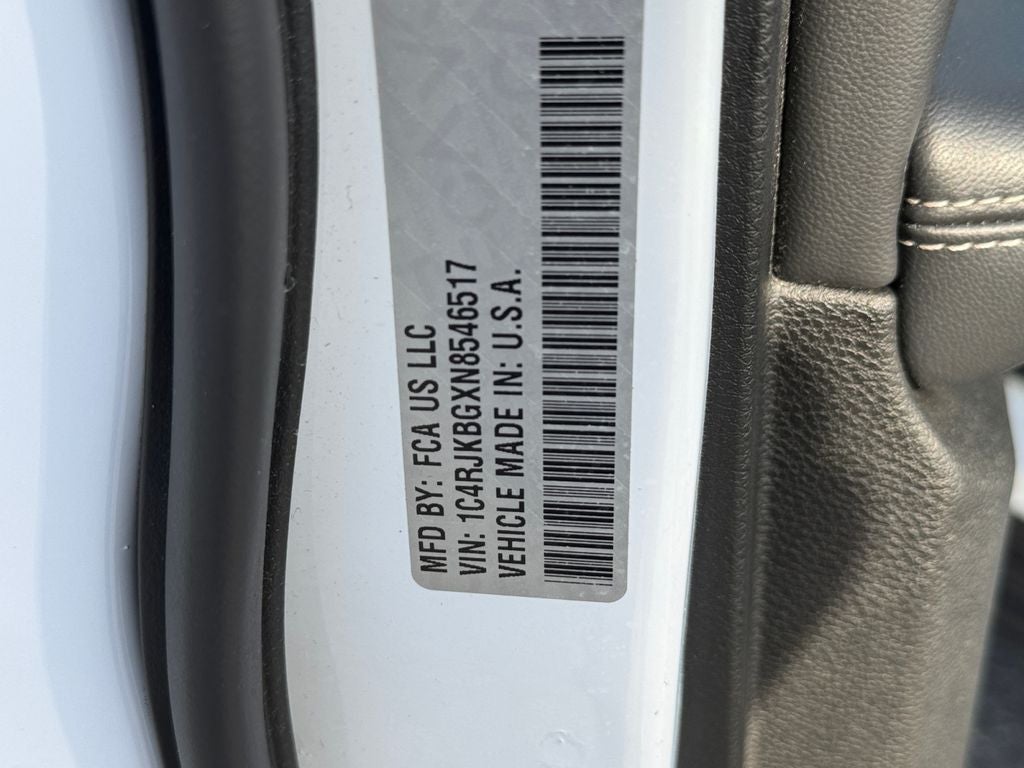 MFD BY: FCA US LLC
VIN: 1C4RJKBGXN8546517
VEHICLE MADE IN: U.S.A.